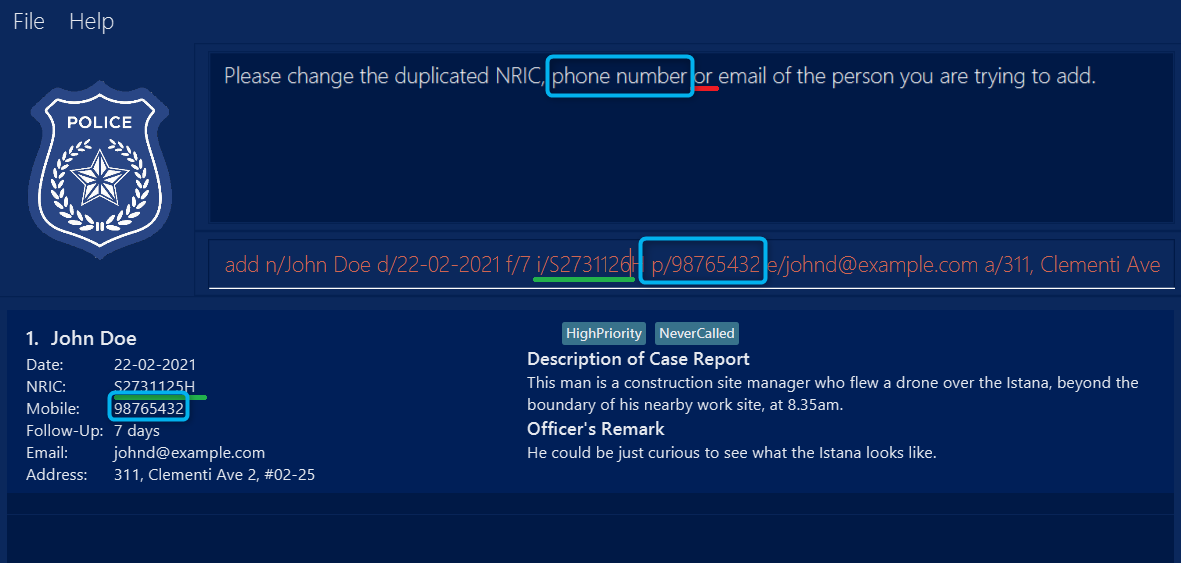 File Help
Please change the duplicated NRIC, phone number or email of the person you are trying to add.
POLICE
add n/John Doe d/22-02-2021 f/7 i/S2731126H p/98765432 e/johnd@example.com a/311, Clementi Ave
1. John Doe
HighPriority NeverCalled
Date: 22-02-2021
NRIC: S2731125H
Mobile: 98765432
Follow-Up: 7 days
Email: johnd@example.com
Address: 311, Clementi Ave 2, #02-25
Description of Case Report
This man is a construction site manager who flew a drone over the Istana, beyond the
boundary of his nearby work site, at 8.35am.
Officer's Remark
He could be just curious to see what the Istana looks like.